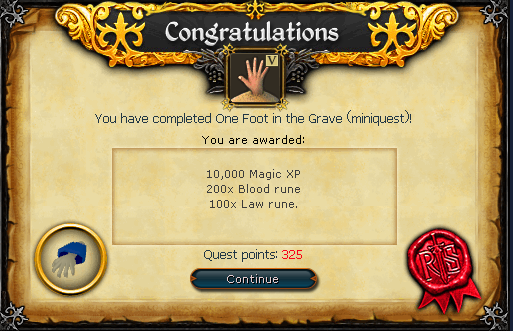 Congratulations
V
You have completed One Foot in the Grave (miniquest)!
You are awarded:
10,000 Magic XP
200x Blood rune
100x Law rune.
Quest points: 325
Continue
RS